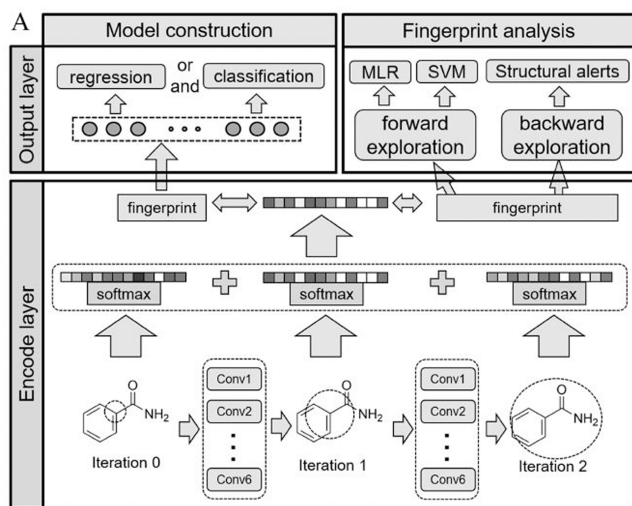 A
Model construction
Fingerprint analysis
Output layer
regression
or
and
classification
MLR
SVM
Structural alerts
forward
exploration
backward
exploration
Encode layer
fingerprint
fingerprint
softmax
softmax
softmax
O
NH2
Iteration 0
Conv1
Conv2
Conv6
O
NH2
Iteration 1
Conv1
Conv2
Conv6
O
NH2
Iteration 2